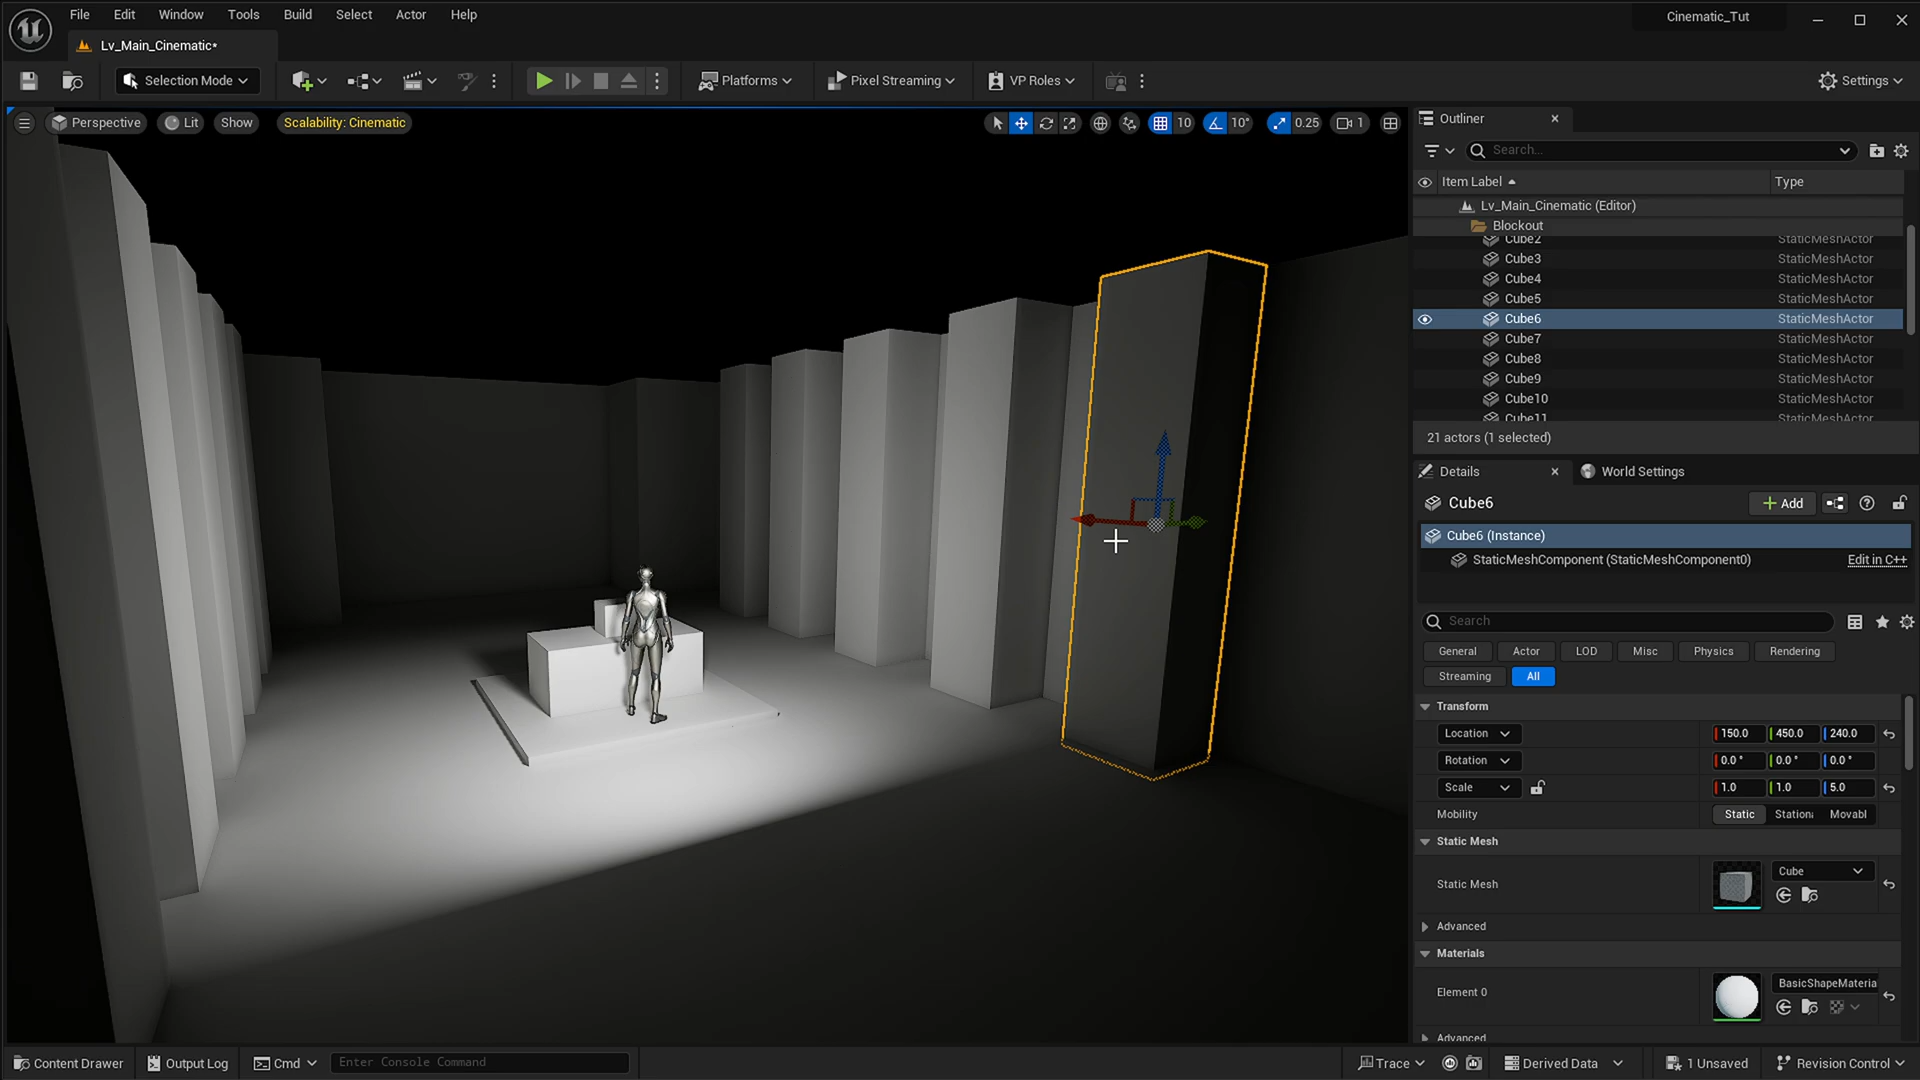 File Edit Window Tools Build Select Actor Help
Cinematic_Tut
Lv_Main_Cinematic*
Selection Mode
Platforms
Pixel Streaming
VP Roles
Settings
Perspective Lit Show Scalability: Cinematic
10 10° 0.25 1
Outliner
Search...
Item Label Type
Lv_Main_Cinematic (Editor)
Blockout
Cube2 StaticMeshActor
Cube3 StaticMeshActor
Cube4 StaticMeshActor
Cube5 StaticMeshActor
Cube6 StaticMeshActor
Cube7 StaticMeshActor
Cube8 StaticMeshActor
Cube9 StaticMeshActor
Cube10 StaticMeshActor
Cube11 StaticMeshActor
21 actors (1 selected)
Details World Settings
Cube6 Add
Cube6 (Instance)
StaticMeshComponent (StaticMeshComponent0) Edit in C++
Search
General Actor LOD Misc Physics Rendering
Streaming All
Transform
Location 150.0 450.0 240.0
Rotation 0.0 ° 0.0 ° 0.0 °
Scale 1.0 1.0 5.0
Mobility Static Station Movabl
Static Mesh
Static Mesh Cube
Advanced
Materials
Element 0 BasicShapeMateria
Advanced
Content Drawer Output Log Cmd Enter Console Command Trace Derived Data 1 Unsaved Revision Control